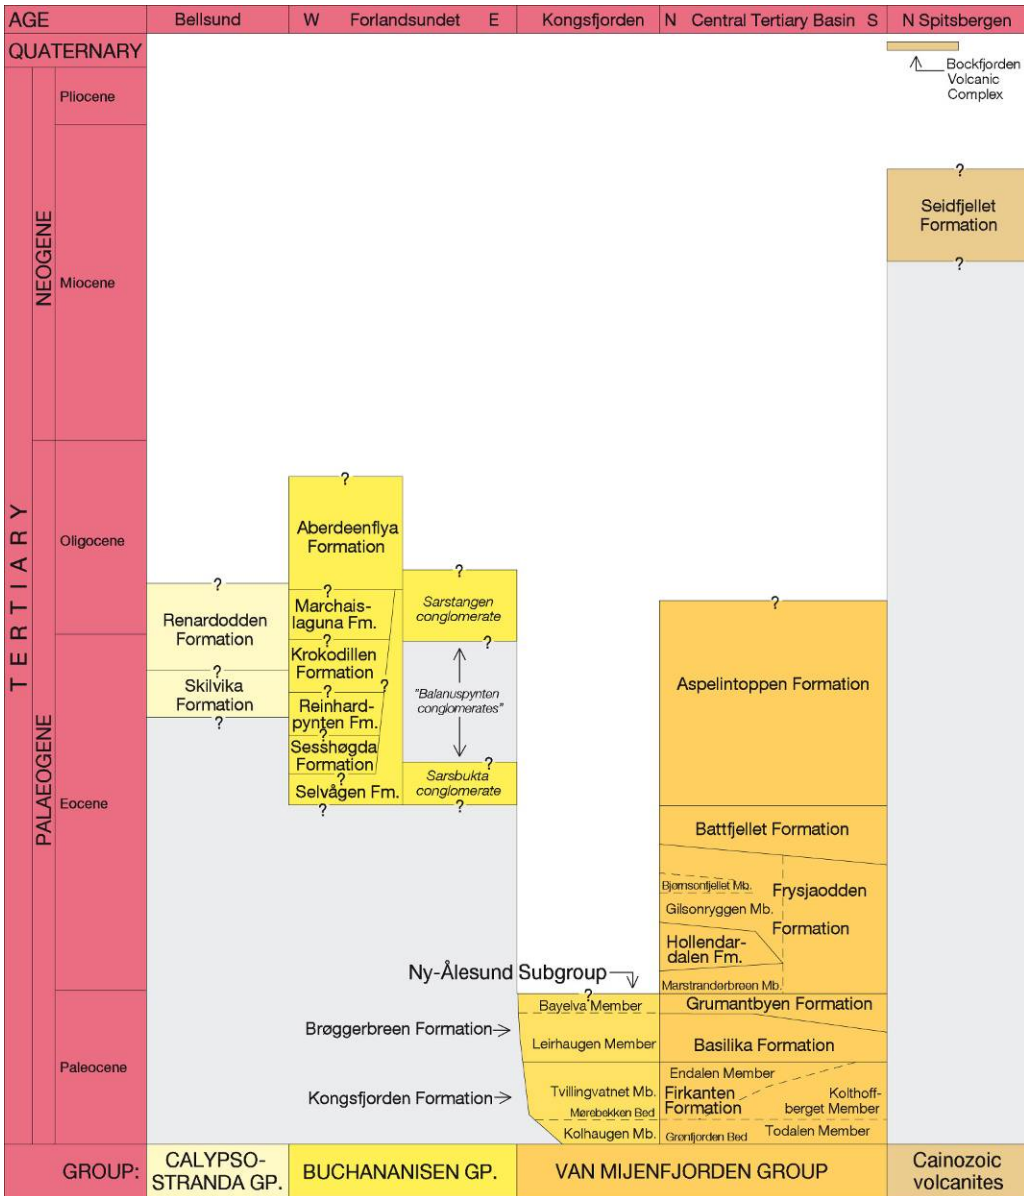 AGE
Bellsund
W Forlandsundet E
Kongsfjorden
N Central Tertiary Basin S
N Spitsbergen
QUATERNARY
Bockfjorden
Volcanic
Complex
TERTIARY
NEOGENE
Pliocene
Miocene
?
Seidfjellet
Formation
?
PALAEOGENE
Oligocene
Eocene
Paleocene
?
Renardodden
Formation
?
Skilvika
Formation
?
?
Aberdeenflya
Formation
?
Marchais-
laguna Fm.
?
Krokodillen
Formation
?
?
Reinhard-
pynten Fm.
?
Sesshøgda
Formation
?
Selvågen Fm.
?
?
Sarstangen
conglomerate
?
"Balanuspynten
conglomerates"
?
Sarsbukta
conglomerate
?
Ny-Ålesund Subgroup
Brøggerbreen Formation
Kongsfjorden Formation
?
Bayelva Member
Leirhaugen Member
Tvillingvatnet Mb.
Mørebekken Bed
Kolhaugen Mb.
?
Aspelintoppen Formation
Battfjellet Formation
Bjørnsonfjellet Mb.
Frysjaodden
Formation
Gilsonryggen Mb.
Hollendar-
dalen Fm.
Marstranderbreen Mb.
Grumantbyen Formation
Basilika Formation
Endalen Member
Firkanten
Formation
Kolthoff-
berget Member
Grønfjorden Bed
Todalen Member
GROUP:
CALYPSO-
STRANDA GP.
BUCHANANISEN GP.
VAN MIJENFJORDEN GROUP
Cainozoic
volcanites